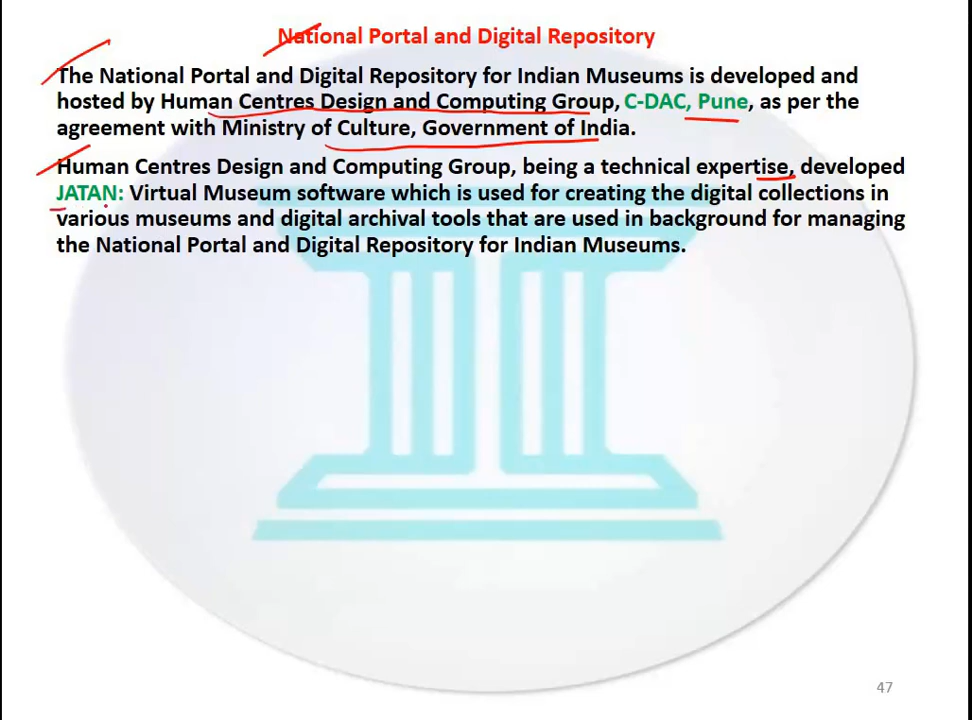 National Portal and Digital Repository
The National Portal and Digital Repository for Indian Museums is developed and
hosted by Human Centres Design and Computing Group, C-DAC, Pune, as per the
agreement with Ministry of Culture, Government of India.
Human Centres Design and Computing Group, being a technical expertise, developed
JATAN: Virtual Museum software which is used for creating the digital collections in
various museums and digital archival tools that are used in background for managing
the National Portal and Digital Repository for Indian Museums.
47